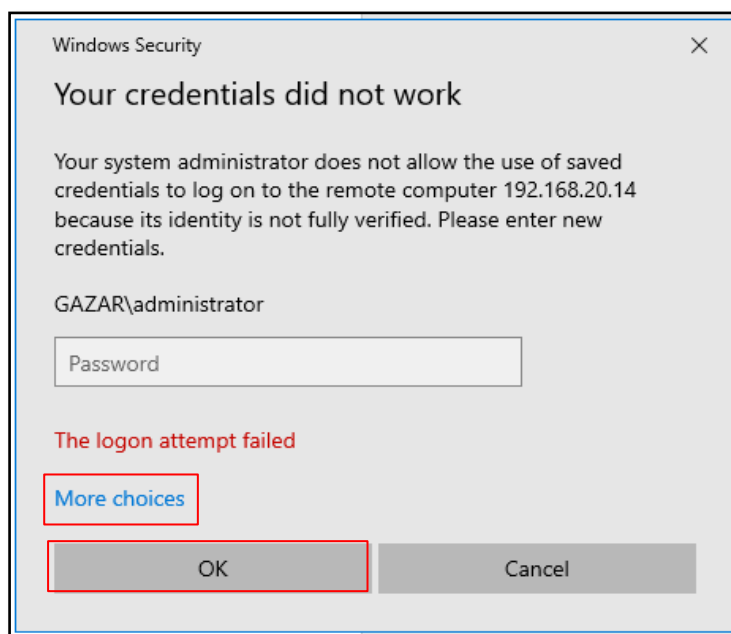 Windows Security
Your credentials did not work
Your system administrator does not allow the use of saved
credentials to log on to the remote computer 192.168.20.14
because its identity is not fully verified. Please enter new
credentials.
GAZAR\administrator
Password
The logon attempt failed
More choices
OK Cancel